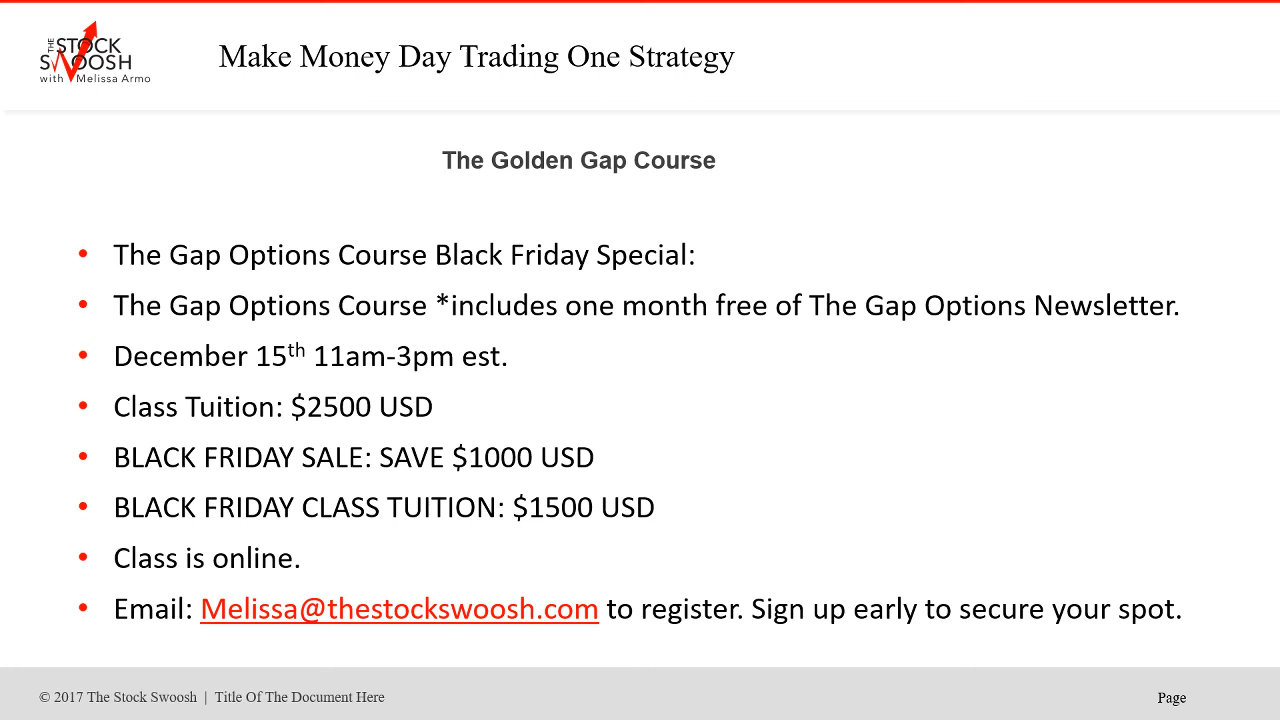 THE STOCK
SWOOSH
with Melissa Armo
Make Money Day Trading One Strategy
The Golden Gap Course
• The Gap Options Course Black Friday Special:
• The Gap Options Course *includes one month free of The Gap Options Newsletter.
• December 15th 11am-3pm est.
• Class Tuition: $2500 USD
• BLACK FRIDAY SALE: SAVE $1000 USD
• BLACK FRIDAY CLASS TUITION: $1500 USD
• Class is online.
• Email: Melissa@thestockswoosh.com to register. Sign up early to secure your spot.
© 2017 The Stock Swoosh | Title Of The Document Here
Page